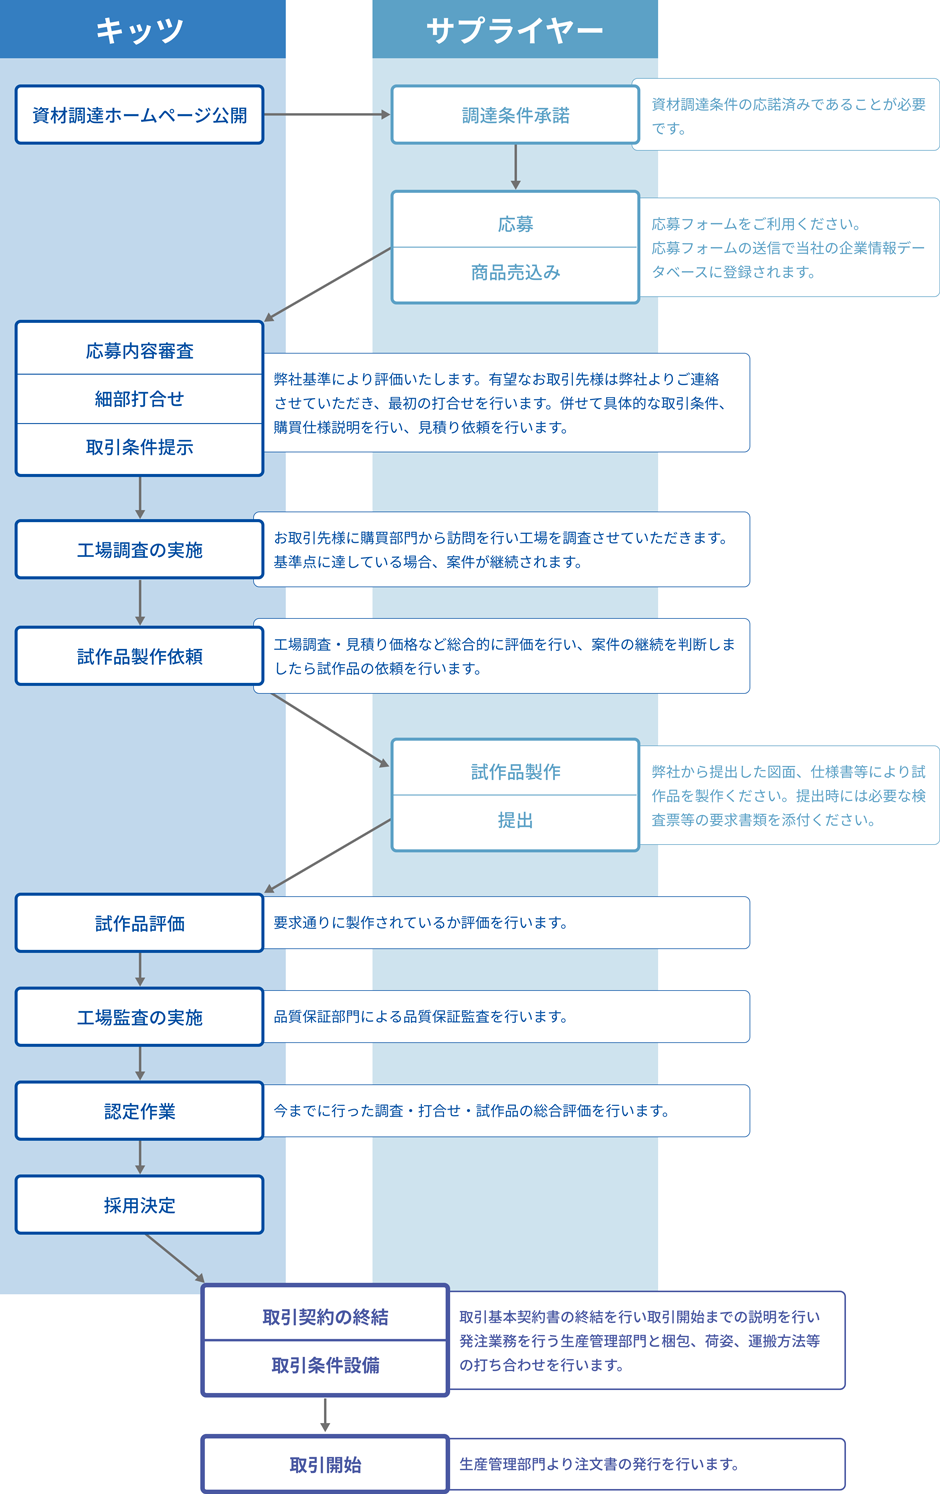 キッツ
サプライヤー
資材調達ホームページ公開
調達条件承諾
資材調達条件の応諾済みであることが必要
です。
応募
商品売込み
応募フォームをご利用ください。
応募フォームの送信で当社の企業情報デー
タベースに登録されます。
応募内容審査
細部打合せ
取引条件提示
弊社基準により評価いたします。有望なお取引先様は弊社よりご連絡
させていただき、最初の打合せを行います。併せて具体的な取引条件、
購買仕様説明を行い、見積り依頼を行います。
工場調査の実施
お取引先様に購買部門から訪問を行い工場を調査させていただきます。
基準点に達している場合、案件が継続されます。
試作品製作依頼
工場調査・見積り価格など総合的に評価を行い、案件の継続を判断しま
したら試作品の依頼を行います。
試作品製作
提出
弊社から提出した図面、仕様書等により試
作品を製作ください。提出時には必要な検
査票等の要求書類を添付ください。
試作品評価
要求通りに製作されているか評価を行います。
工場監査の実施
品質保証部門による品質保証監査を行います。
認定作業
今までに行った調査・打合せ・試作品の総合評価を行います。
採用決定
取引契約の終結
取引条件設備
取引基本契約書の終結を行い取引開始までの説明を行い
発注業務を行う生産管理部門と梱包、荷姿、運搬方法等
の打ち合わせを行います。
取引開始
生産管理部門より注文書の発行を行います。